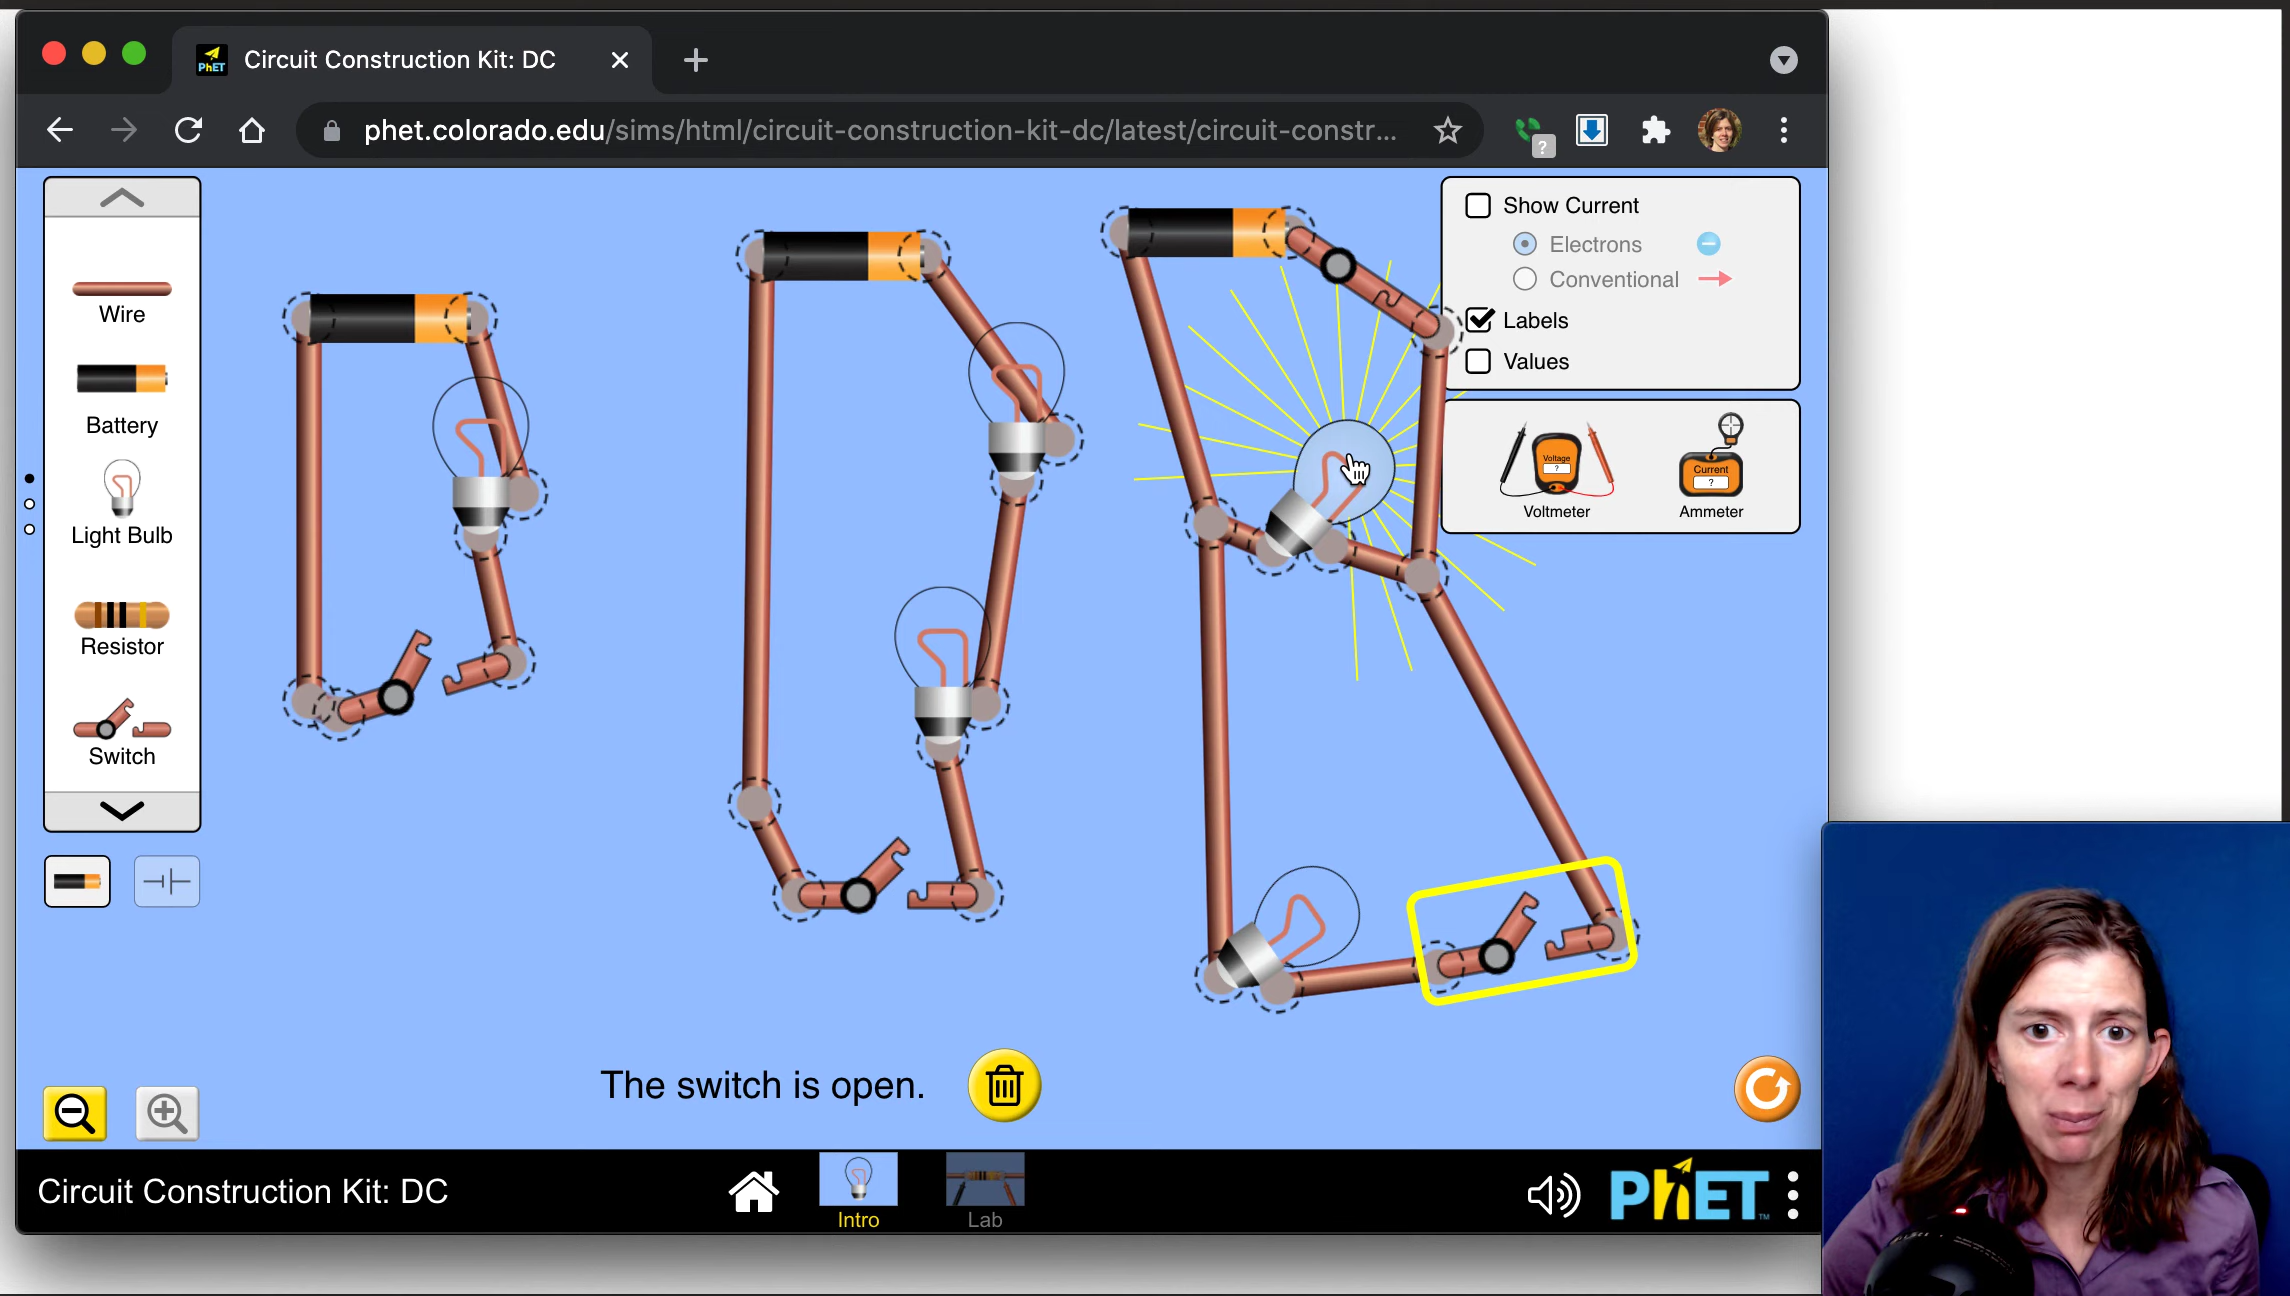 PhET
Circuit Construction Kit: DC
phet.colorado.edu/sims/html/circuit-construction-kit-dc/latest/circuit-constr...
?
Wire
Battery
Light Bulb
Resistor
Switch
Show Current
Electrons
Conventional
Labels
Values
Voltage
?
Voltmeter
Current
?
Ammeter
The switch is open.
Circuit Construction Kit: DC
Intro
Lab
PhET
TM